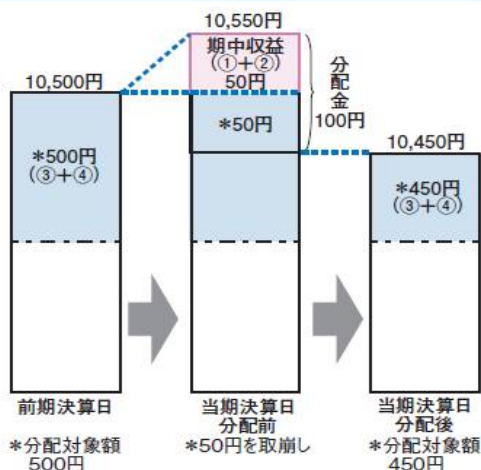 10,550円
期中収益
(①+②)
50円
分配金
100円
10,500円
*50円
10,450円
*500円
(③+④)
*450円
(③+④)
前期決算日
当期決算日
分配前
当期決算日
分配後
*分配対象額
500円
*50円を取崩し
*分配対象額
450円